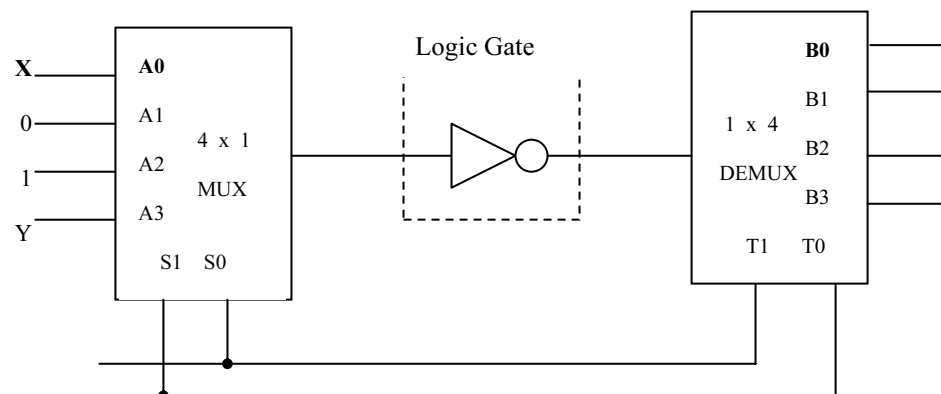 Logic Gate
X
0
1
Y
A0
A1
A2
A3
4 x 1
MUX
S1 S0
B0
B1
B2
B3
1 x 4
DEMUX
T1 T0